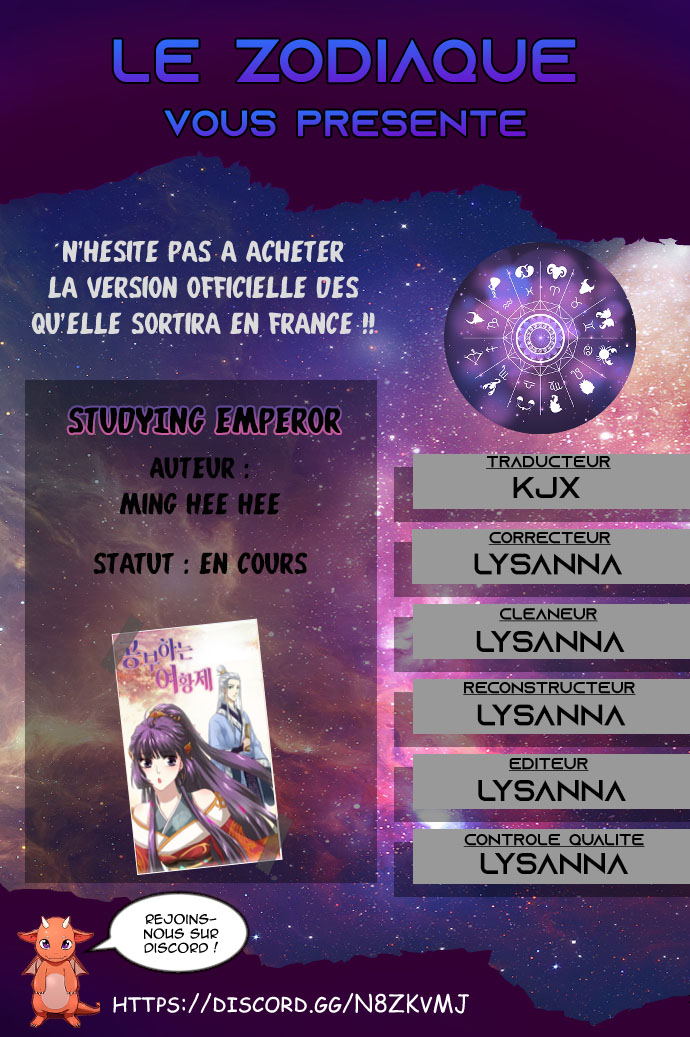 LE ZODIAQUE
VOUS PRESENTE
N'HESITE PAS A ACHETER
LA VERSION OFFICIELLE DES
QU'ELLE SORTIRA EN FRANCE !!
STUDYING EMPEROR
AUTEUR :
MING HEE HEE
STATUT : EN COURS
공부하는
여황제
TRADUCTEUR
KJX
CORRECTEUR
LYSANNA
CLEANEUR
LYSANNA
RECONSTRUCTEUR
LYSANNA
EDITEUR
LYSANNA
CONTROLE QUALITE
LYSANNA
REJOINS-
NOUS SUR
DISCORD !
HTTPS://DISCORD.GG/N8ZKVMJ